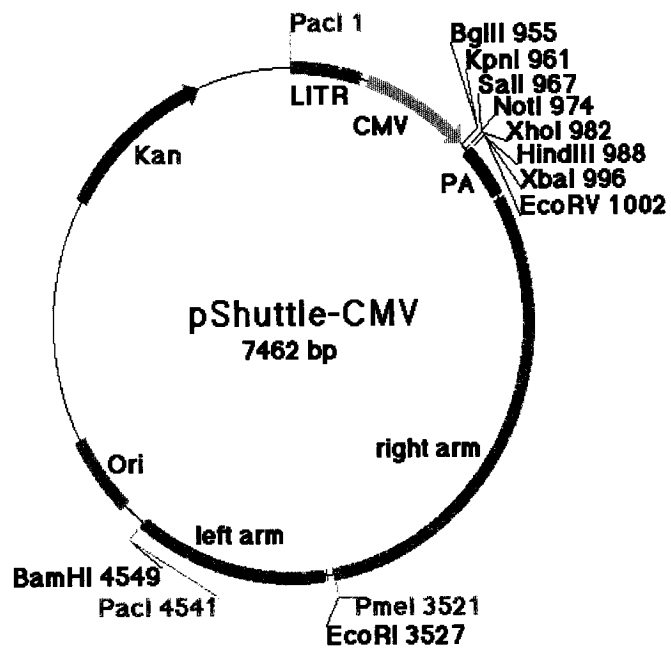 PacI 1
LITR
CMV
BglII 955
KpnI 961
SalI 967
NotI 974
XhoI 982
HindIII 988
XbaI 996
EcoRV 1002
PA
Kan
pShuttle-CMV
7462 bp
right arm
Ori
left arm
BamHI 4549
PacI 4541
PmeI 3521
EcoRI 3527